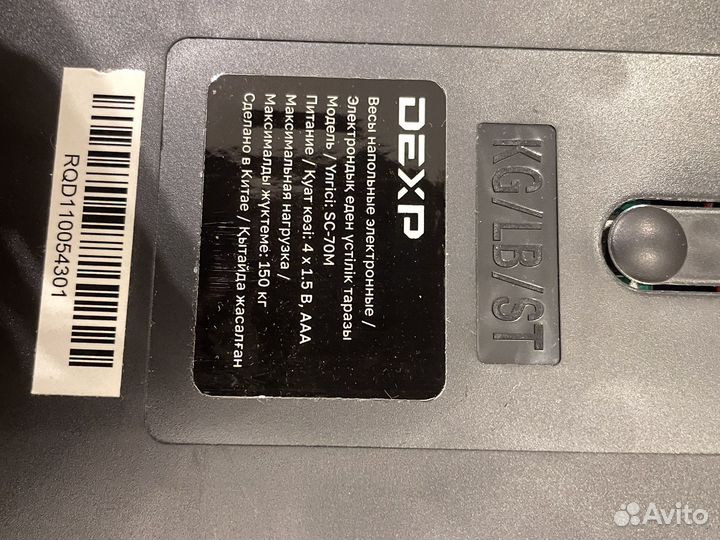 DEXP
Весы напольные электронные /
Электрондық еден үстілік таразы
Модель / Үлгісі: SC-70M
Питание / Қуат көзі: 4 x 1.5 В, ААА
Максимальная нагрузка /
Максималды жүктеме: 150 кг
Сделано в Китае / Қытайда жасалған
KG/LB/ST
RQD110054301
Avito